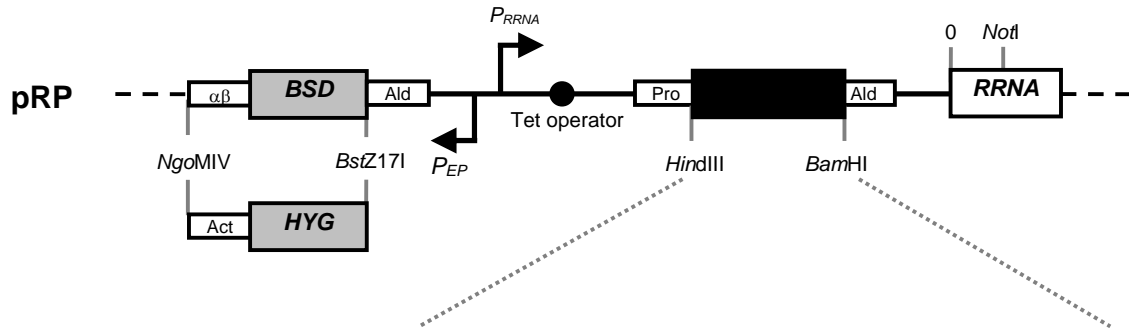 P_RRNA
0 NotI
αβ BSD Ald Pro Ald RRNA
pRP
Tet operator
P_EP
NgoMIV BstZ17I HindIII BamHI
Act HYG